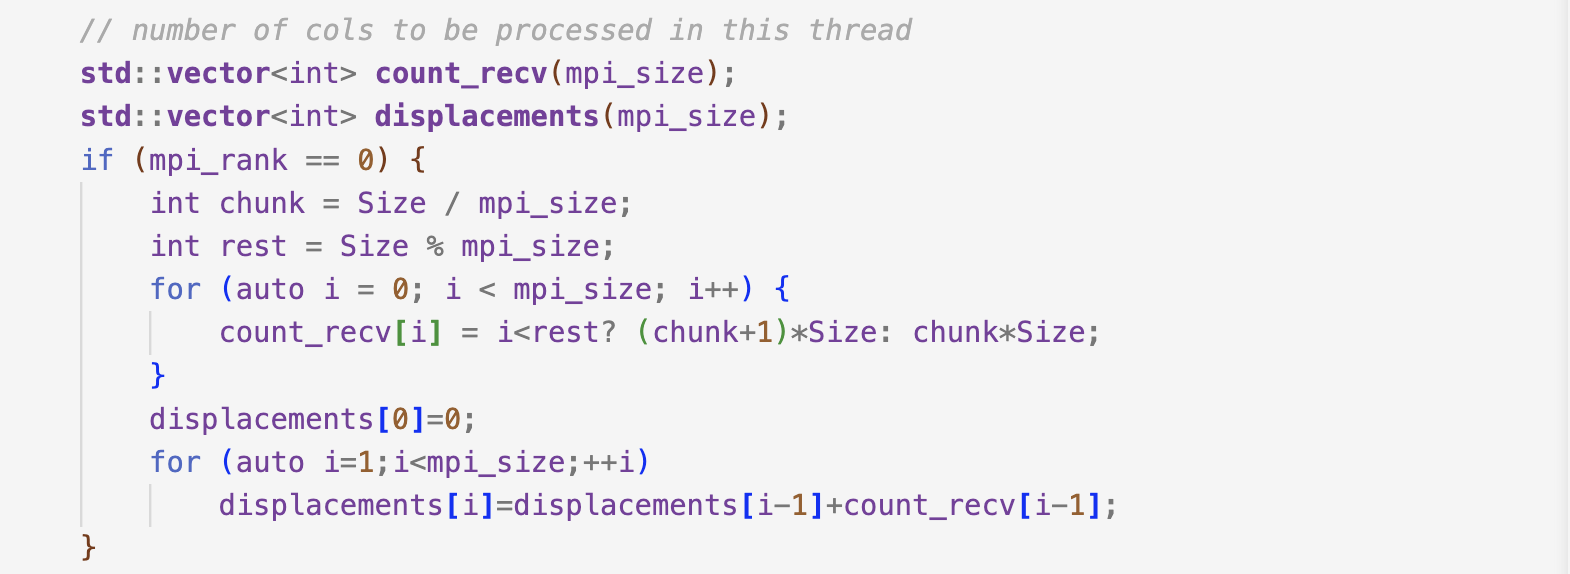 // number of cols to be processed in this thread
std::vector<int> count_recv(mpi_size);
std::vector<int> displacements(mpi_size);
if (mpi_rank == 0) {
    int chunk = Size / mpi_size;
    int rest = Size % mpi_size;
    for (auto i = 0; i < mpi_size; i++) {
        count_recv[i] = i<rest? (chunk+1)*Size: chunk*Size;
    }
    displacements[0]=0;
    for (auto i=1;i<mpi_size;++i)
        displacements[i]=displacements[i-1]+count_recv[i-1];
}